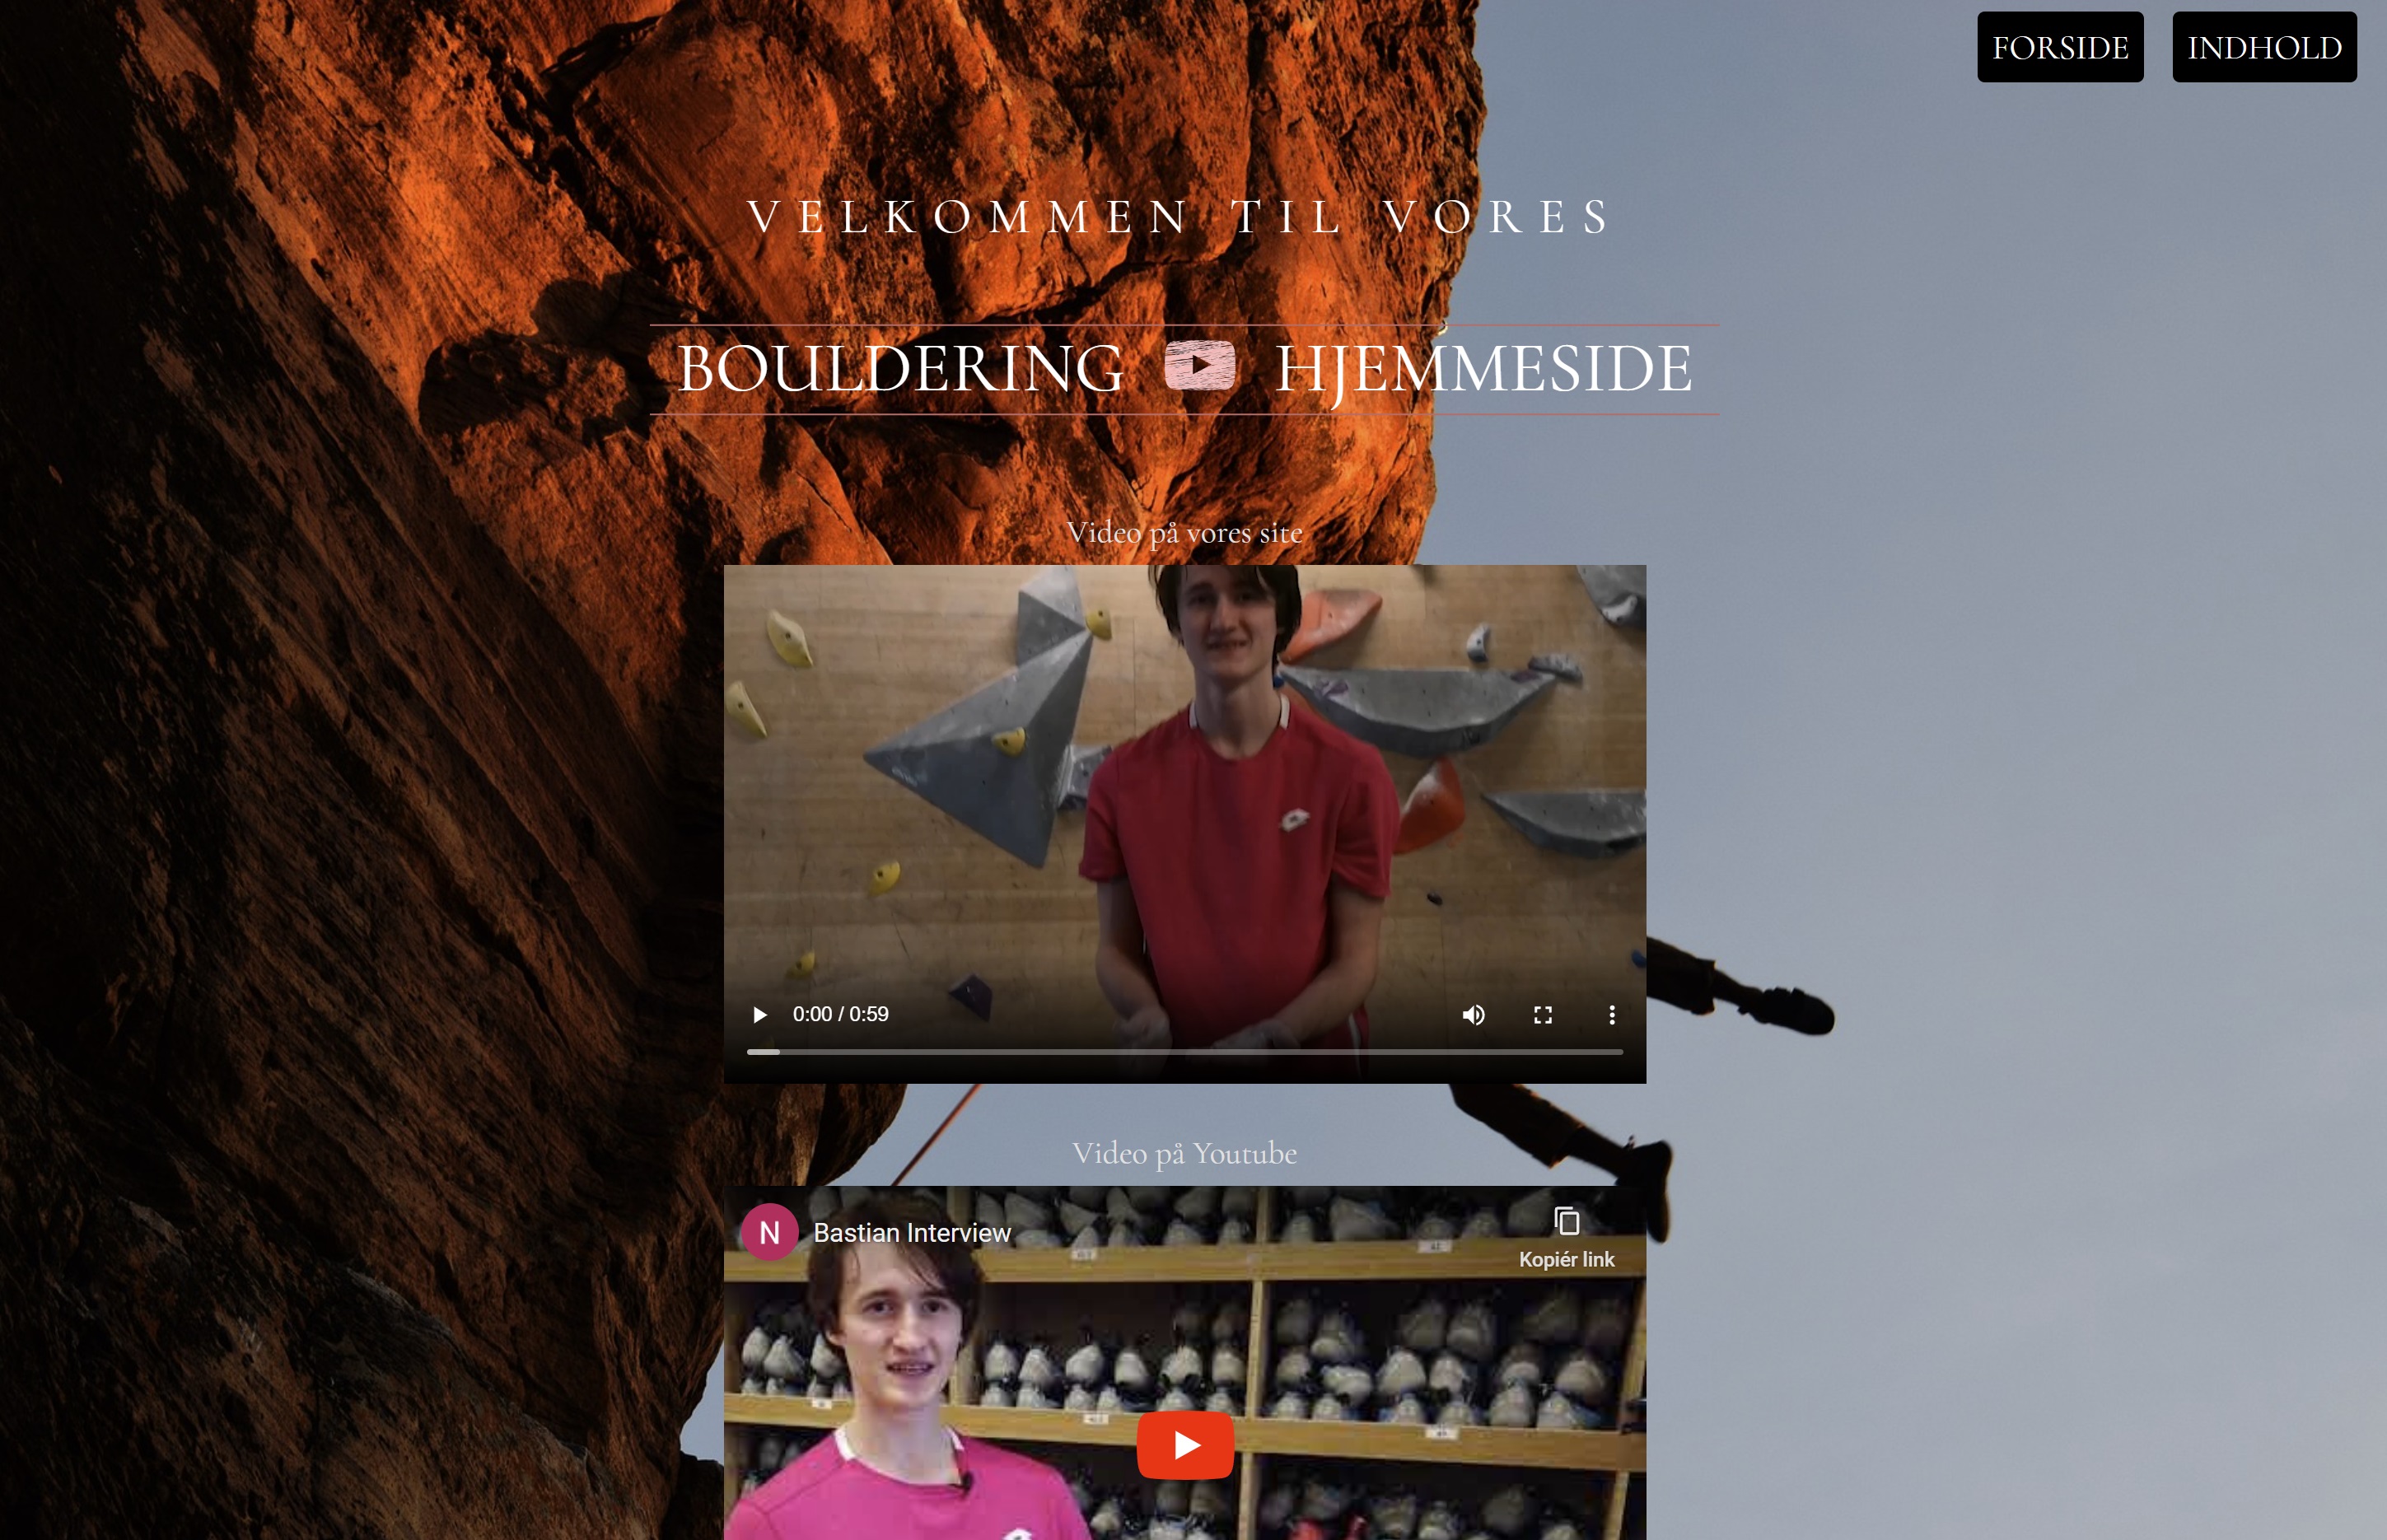 FORSIDE INDHOLD
VELKOMMEN TIL VORES
BOULDERING HJEMMESIDE
Video på vores site
0:00 / 0:59
Video på Youtube
N Bastian Interview
Kopiér link